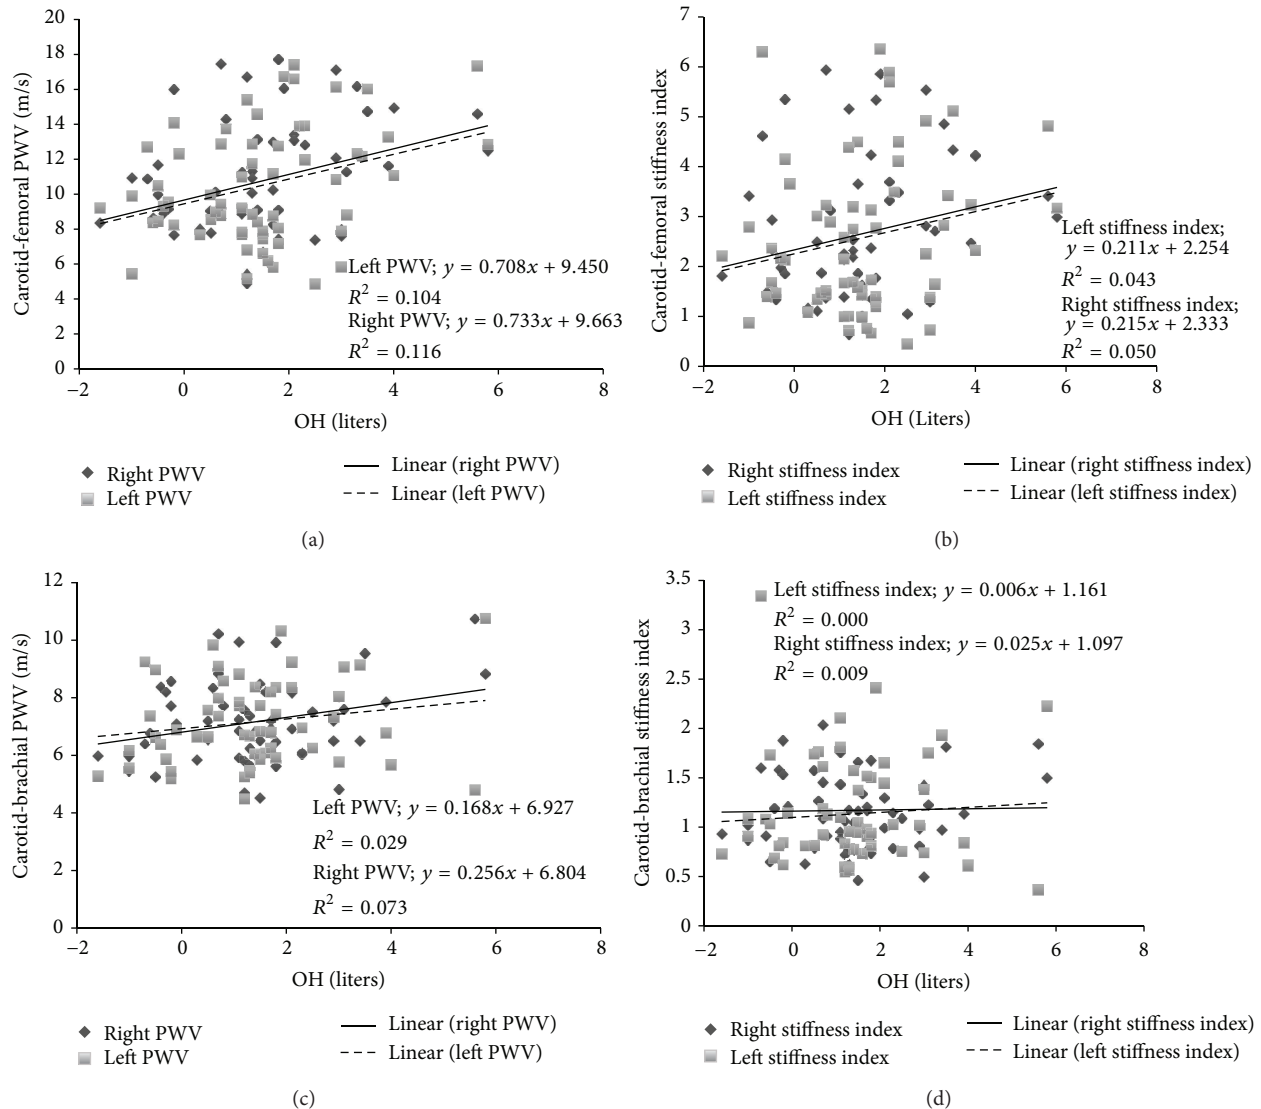 20
18
16
14
12
10
8
6
4
2
0
Carotid-femoral PWV (m/s)
Left PWV; y = 0.708x + 9.450
R² = 0.104
Right PWV; y = 0.733x + 9.663
R² = 0.116
−2 0 2 4 6 8
OH (liters)
Right PWV
Left PWV
Linear (right PWV)
Linear (left PWV)
(a)
7
6
5
4
3
2
1
0
Carotid-femoral stiffness index
Left stiffness index;
y = 0.211x + 2.254
R² = 0.043
Right stiffness index;
y = 0.215x + 2.333
R² = 0.050
−2 0 2 4 6 8
OH (Liters)
Right stiffness index
Left stiffness index
Linear (right stiffness index)
Linear (left stiffness index)
(b)
12
10
8
6
4
2
0
Carotid-brachial PWV (m/s)
Left PWV; y = 0.168x + 6.927
R² = 0.029
Right PWV; y = 0.256x + 6.804
R² = 0.073
−2 0 2 4 6 8
OH (liters)
Right PWV
Left PWV
Linear (right PWV)
Linear (left PWV)
(c)
3.5
3
2.5
2
1.5
1
0.5
0
Carotid-brachial stiffness index
Left stiffness index; y = 0.006x + 1.161
R² = 0.000
Right stiffness index; y = 0.025x + 1.097
R² = 0.009
−2 0 2 4 6 8
OH (liters)
Right stiffness index
Left stiffness index
Linear (right stiffness index)
Linear (left stiffness index)
(d)